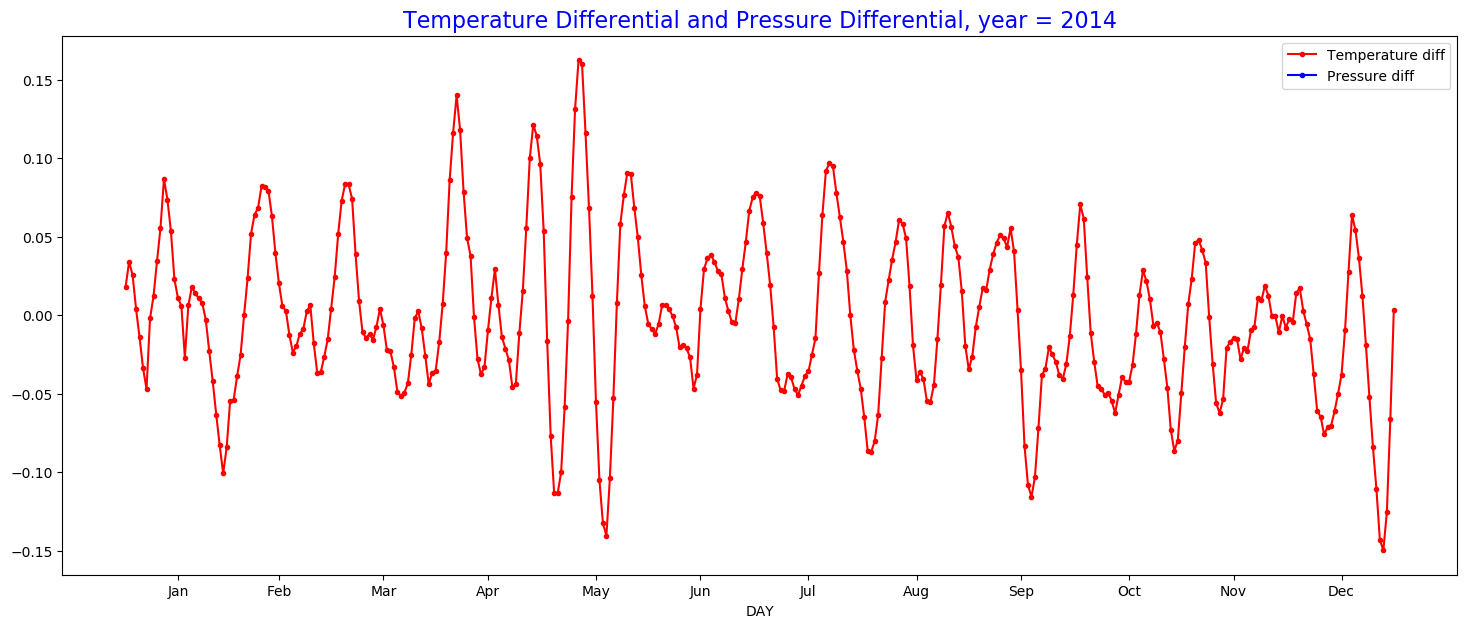 Temperature Differential and Pressure Differential, year = 2014
Temperature diff
Pressure diff
0.15
0.10
0.05
0.00
−0.05
−0.10
−0.15
Jan Feb Mar Apr May Jun Jul Aug Sep Oct Nov Dec
DAY